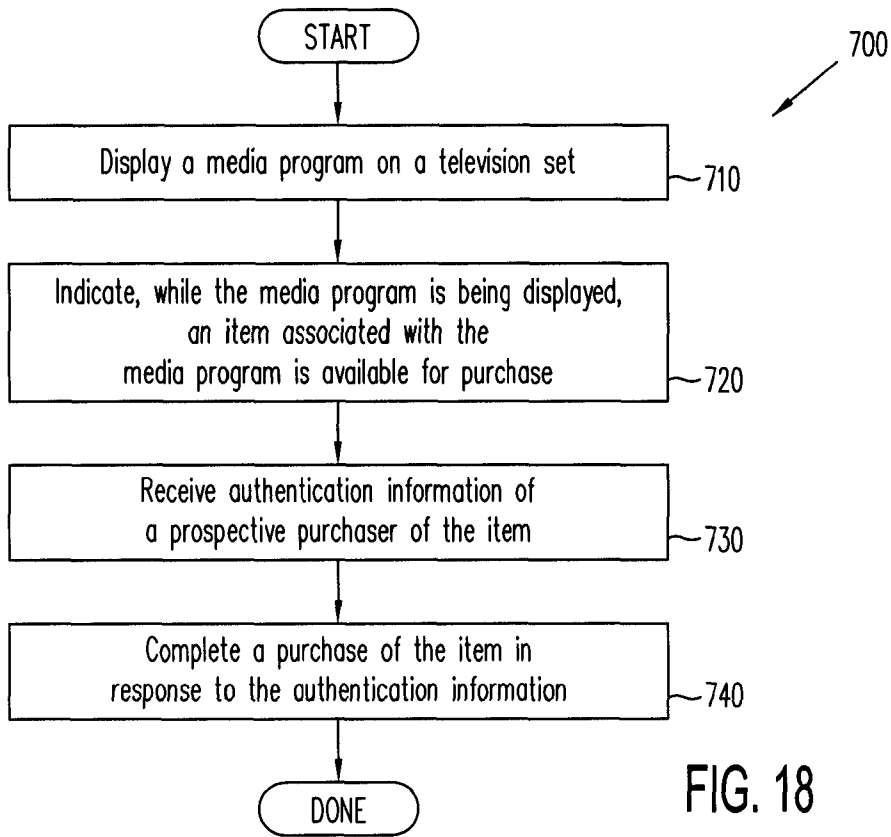 START
700
Display a media program on a television set
710
Indicate, while the media program is being displayed,
an item associated with the
media program is available for purchase
720
Receive authentication information of
a prospective purchaser of the item
730
Complete a purchase of the item in
response to the authentication information
740
DONE
FIG. 18